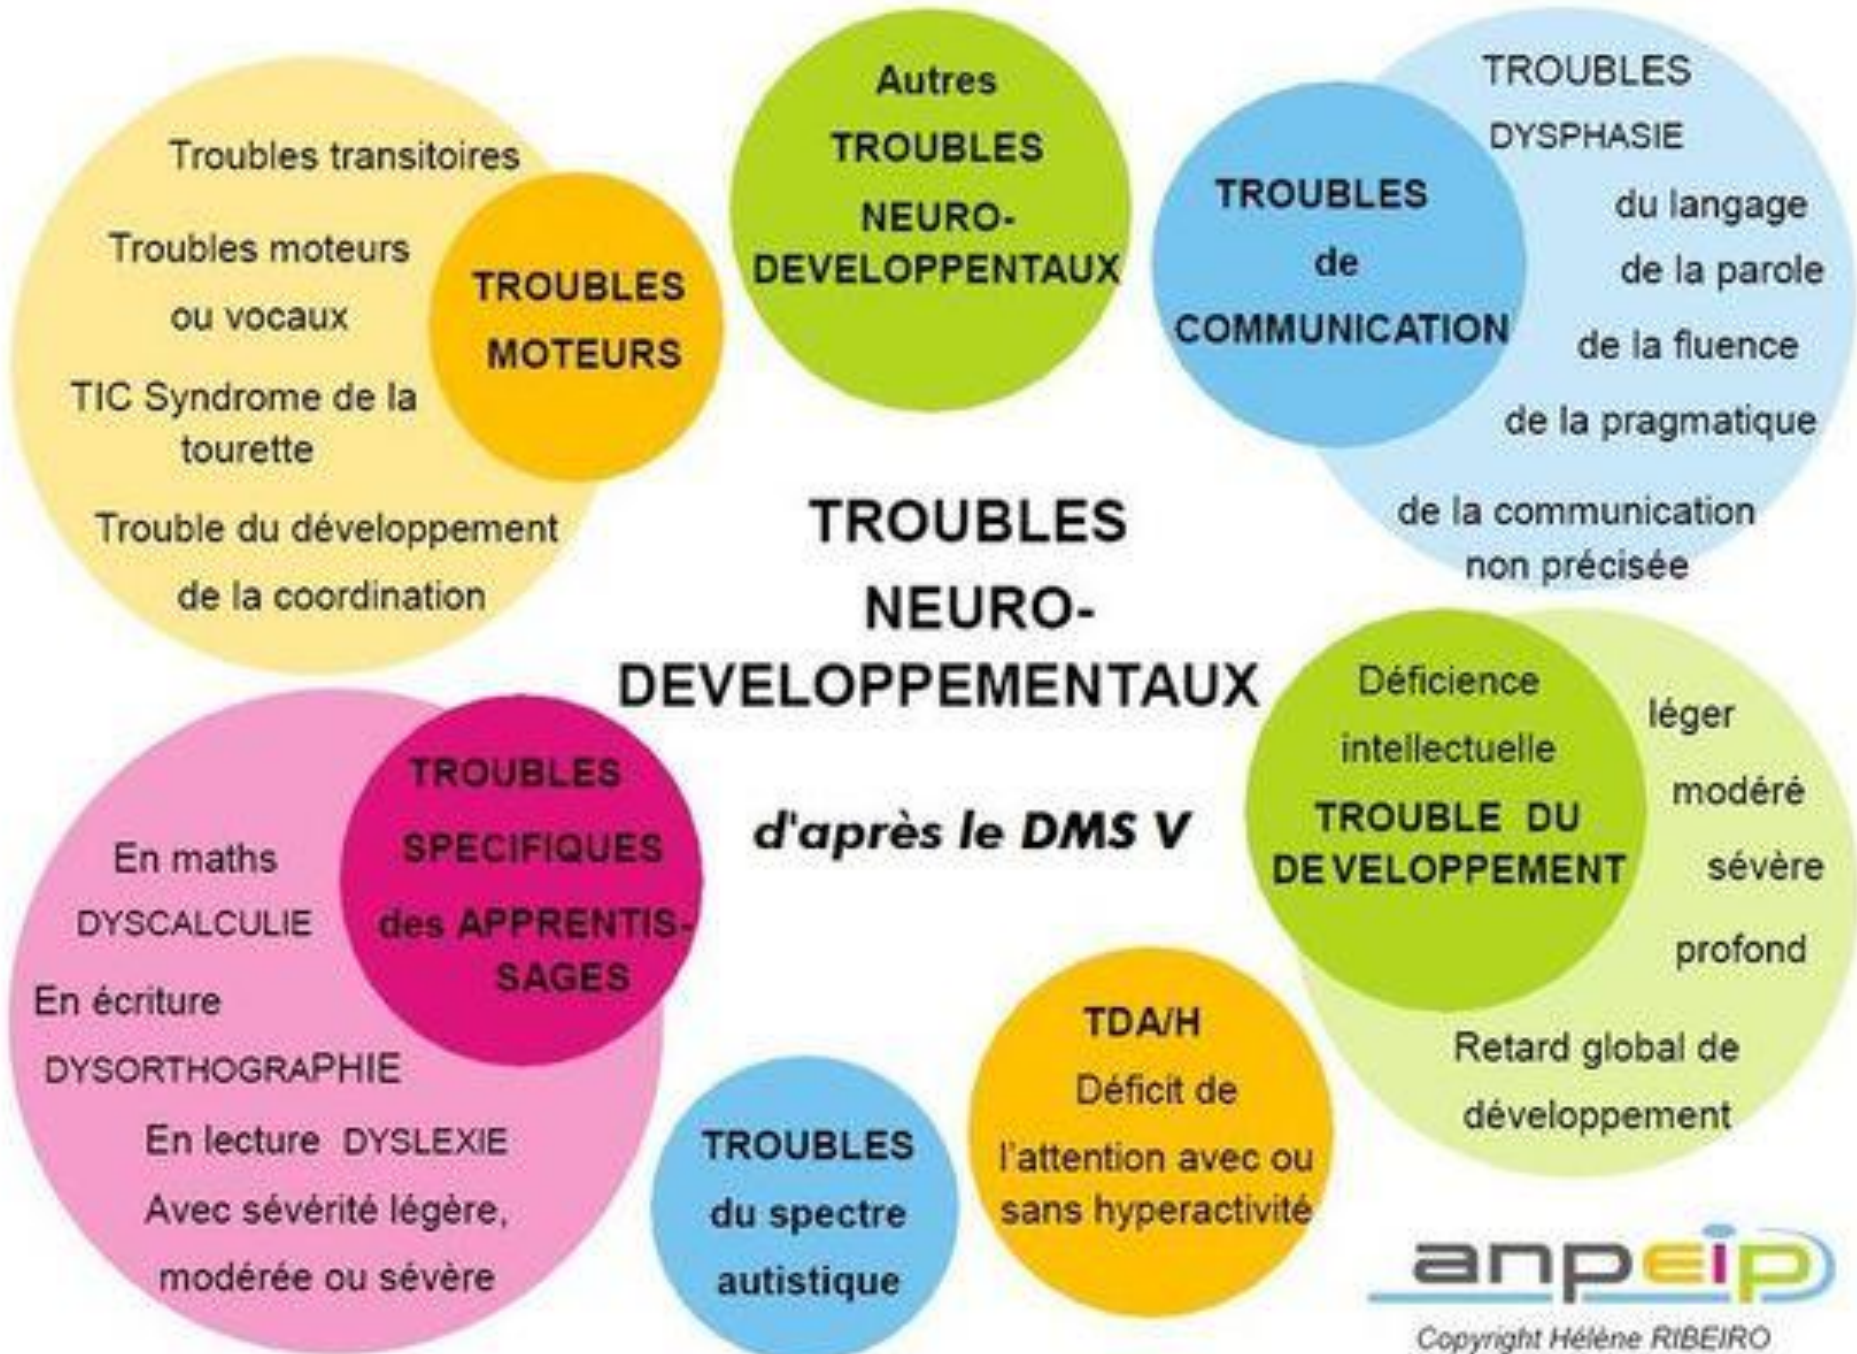 Troubles transitoires
Troubles moteurs
ou vocaux
TIC Syndrome de la
tourette
Trouble du développement
de la coordination
TROUBLES
MOTEURS
Autres
TROUBLES
NEURO-
DEVELOPPENTAUX
TROUBLES
de
COMMUNICATION
TROUBLES
DYSPHASIE
du langage
de la parole
de la fluence
de la pragmatique
de la communication
non précisée
TROUBLES
NEURO-
DEVELOPPEMENTAUX
d'après le DMS V
TROUBLES
SPECIFIQUES
des APPRENTIS-
SAGES
En maths
DYSCALCULIE
En écriture
DYSORTHOGRAPHIE
En lecture DYSLEXIE
Avec sévérité légère,
modérée ou sévère
TROUBLES
du spectre
autistique
TDA/H
Déficit de
l'attention avec ou
sans hyperactivité
Déficience
intellectuelle
TROUBLE DU
DEVELOPPEMENT
léger
modéré
sévère
profond
Retard global de
développement
anpeip
Copyright Hélène RIBEIRO